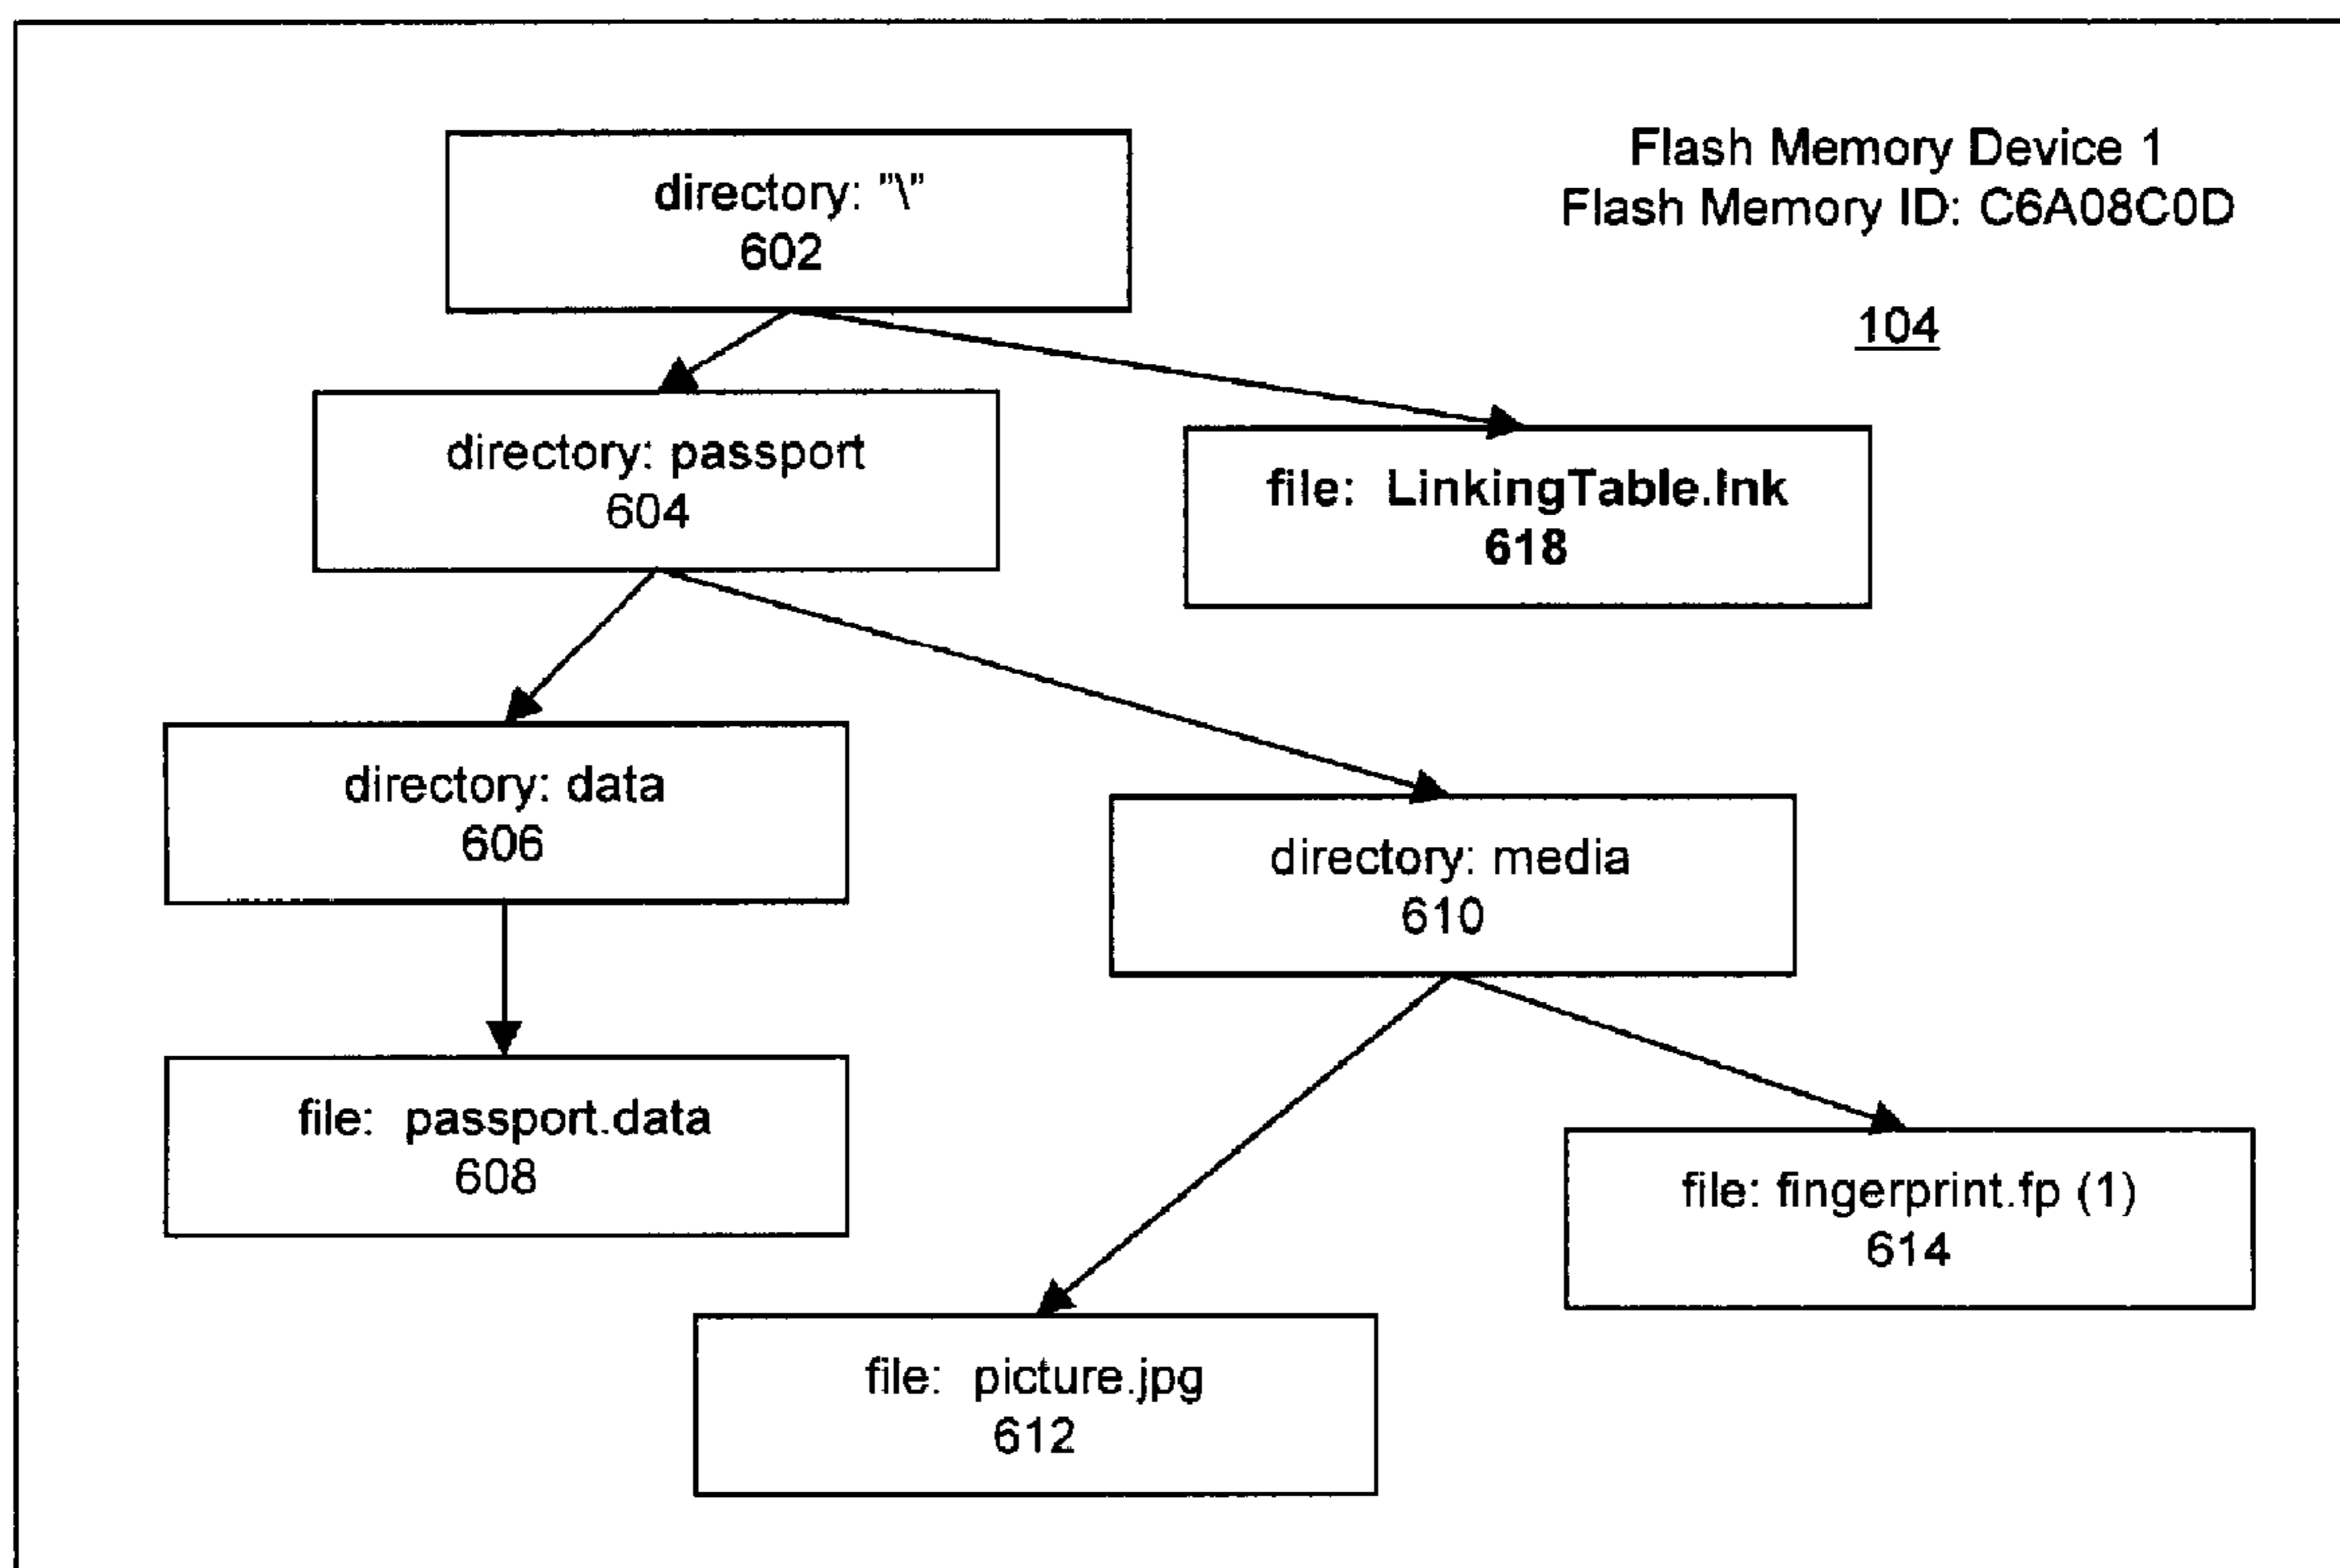 directory: "\"
602
Flash Memory Device 1
Flash Memory ID: C6A08C0D
104
directory: passport
604
file: LinkingTable.lnk
618
directory: data
606
directory: media
610
file: passport.data
608
file: fingerprint.fp (1)
614
file: picture.jpg
612